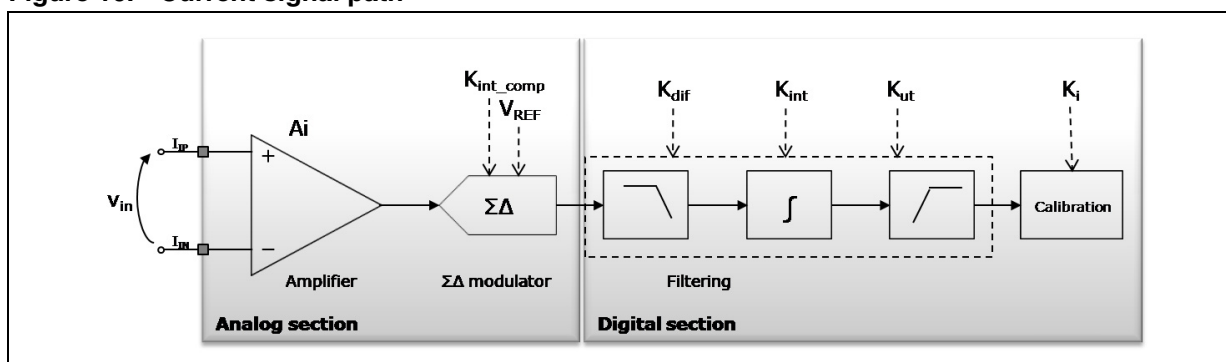 Figure 10. Current signal path
K_int_comp
V_REF
K_dif
K_int
K_ut
K_i
Ai
I_IP
+
v_in
ΣΔ
∫
Calibration
I_IN
−
Amplifier
ΣΔ modulator
Filtering
Analog section
Digital section